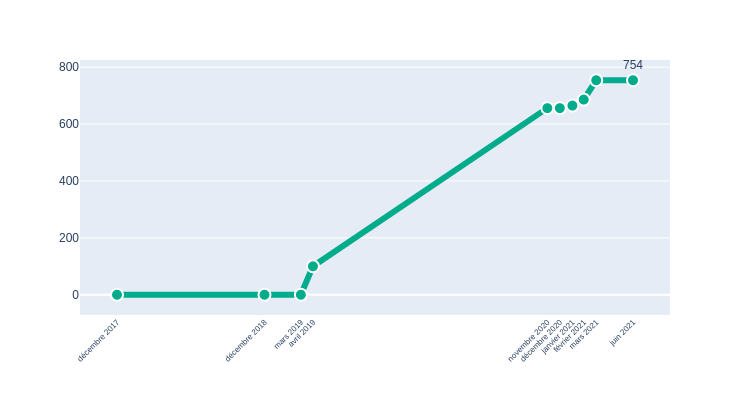 754
800
600
400
200
0
décembre 2017
décembre 2018
mars 2019
avril 2019
novembre 2020
décembre 2020
janvier 2021
février 2021
mars 2021
juin 2021